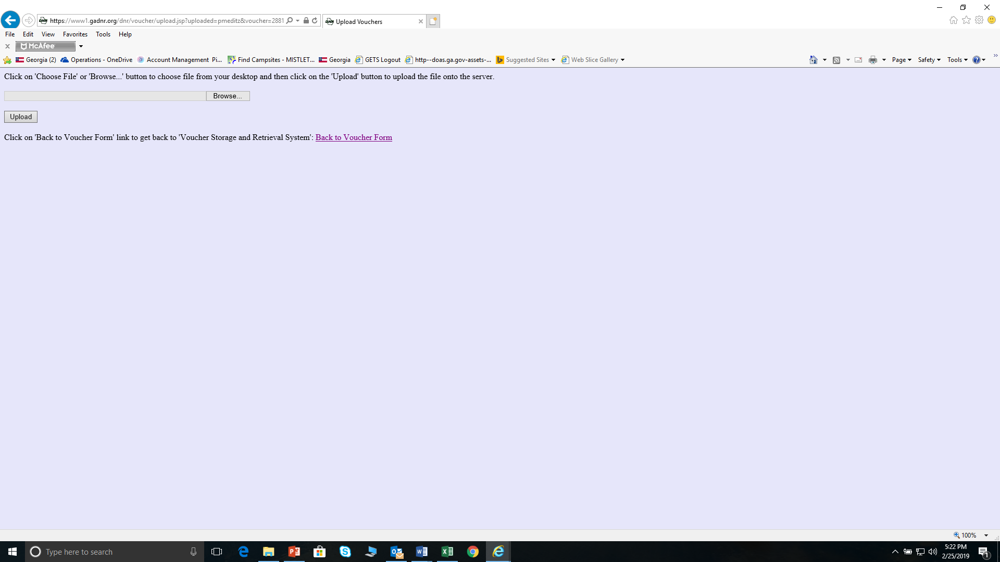 https://www1.gadnr.org/dnr/voucher/upload.jsp?uploaded=pmeditz&voucher=2881
Upload Vouchers
File Edit View Favorites Tools Help
x McAfee
Georgia (2) Operations - OneDrive Account Management Pi... Find Campsites - MISTLET... Georgia GETS Logout http--doas.ga.gov-assets-... Suggested Sites Web Slice Gallery Page Safety Tools
Click on 'Choose File' or 'Browse...' button to choose file from your desktop and then click on the 'Upload' button to upload the file onto the server.
Browse...
Upload
Click on 'Back to Voucher Form' link to get back to 'Voucher Storage and Retrieval System': Back to Voucher Form
100%
Type here to search
5:22 PM
2/25/2019
1